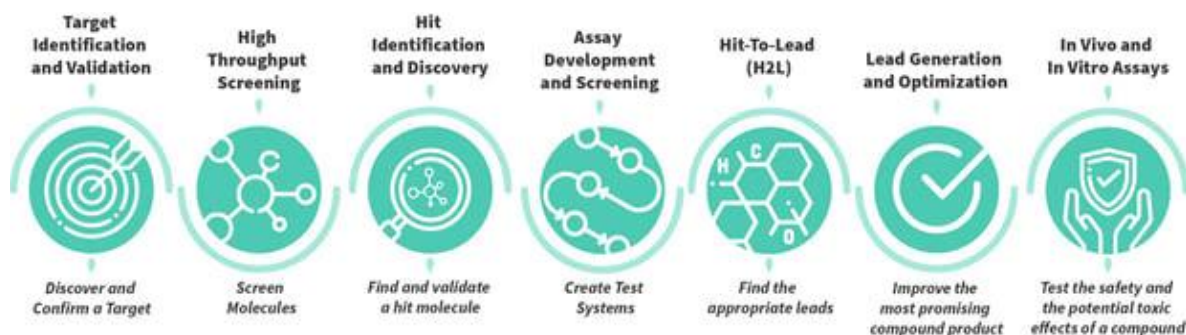 Target
Identification
and Validation
Discover and
Confirm a Target
High
Throughput
Screening
Screen
Molecules
Hit
Identification
and Discovery
Find and validate
a hit molecule
Assay
Development
and Screening
Create Test
Systems
Hit-To-Lead
(H2L)
H
C
O
Find the
appropriate leads
Lead Generation
and Optimization
Improve the
most promising
compound product
In Vivo and
In Vitro Assays
Test the safety and
the potential toxic
effects of a compound